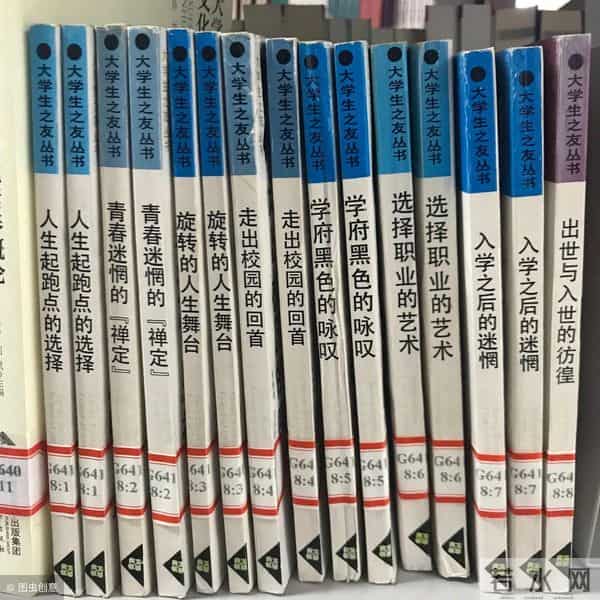 大学生之友丛书
人生起跑点的选择
G641
8:1
大学生之友丛书
人生起跑点的选择
G641
8:1
大学生之友丛书
青春迷惘的『禅定』
G641
8:2
大学生之友丛书
青春迷惘的『禅定』
G641
8:2
大学生之友丛书
旋转的人生舞台
G641
8:3
大学生之友丛书
旋转的人生舞台
G641
8:3
大学生之友丛书
走出校园的回首
G641
8:4
大学生之友丛书
走出校园的回首
G641
8:4
大学生之友丛书
学府黑色的咏叹
G641
8:5
大学生之友丛书
学府黑色的咏叹
G641
8:5
大学生之友丛书
选择职业的艺术
G641
8:6
大学生之友丛书
选择职业的艺术
G641
8:6
大学生之友丛书
入学之后的迷惘
G641
8:7
大学生之友丛书
入学之后的迷惘
G641
8:7
大学生之友丛书
出世与入世的彷徨
G641
8:8
640
11
出版集团
图虫创意
若水网